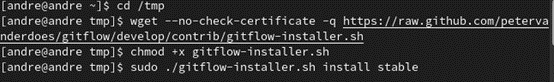 [andre@andre ~]$ cd /tmp
[andre@andre tmp]$ wget --no-check-certificate -q https://raw.github.com/peterva
nderdoes/gitflow/develop/contrib/gitflow-installer.sh
[andre@andre tmp]$ chmod +x gitflow-installer.sh
[andre@andre tmp]$ sudo ./gitflow-installer.sh install stable